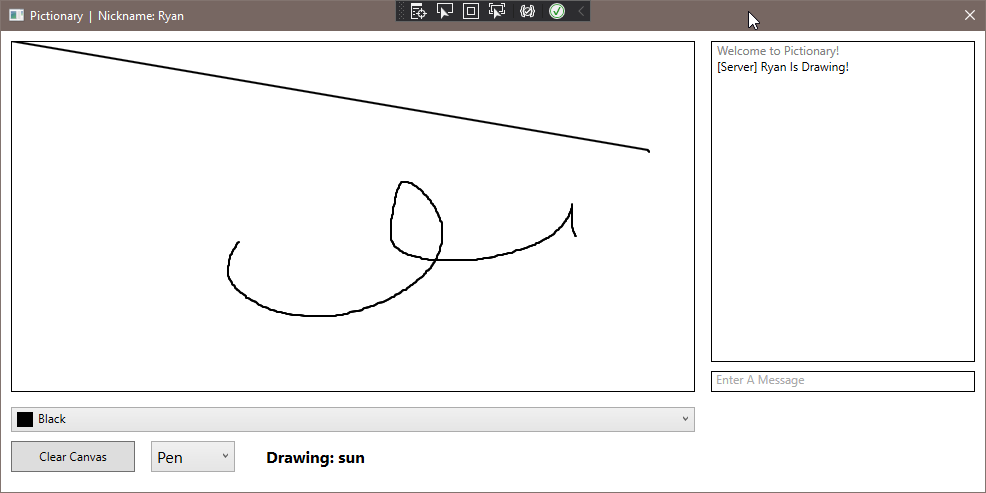 Pictionary | Nickname: Ryan
Welcome to Pictionary!
[Server] Ryan Is Drawing!
Enter A Message
Black
Clear Canvas
Pen
Drawing: sun